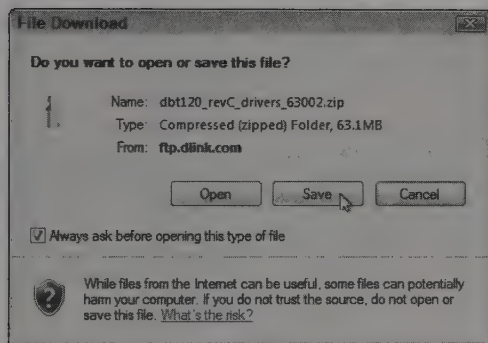 File Download
Do you want to open or save this file?
Name: dbt120_revC_drivers_63002.zip
Type: Compressed (zipped) Folder, 63.1MB
From: ftp.dlink.com
Open Save Cancel
Always ask before opening this type of file
While files from the Internet can be useful, some files can potentially
harm your computer. If you do not trust the source, do not open or
save this file. What's the risk?